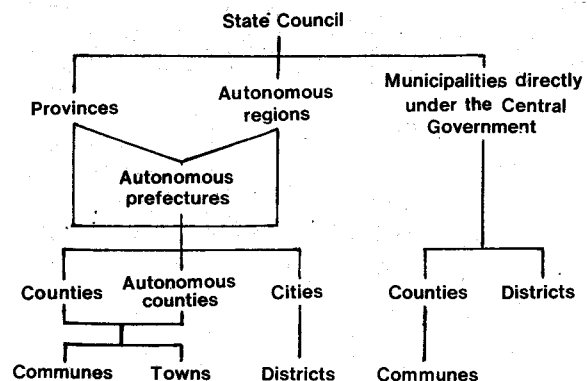 State Council
Provinces
Autonomous
regions
Municipalities directly
under the Central
Government
Autonomous
prefectures
Counties
Autonomous
counties
Cities
Counties
Districts
Communes
Towns
Districts
Communes